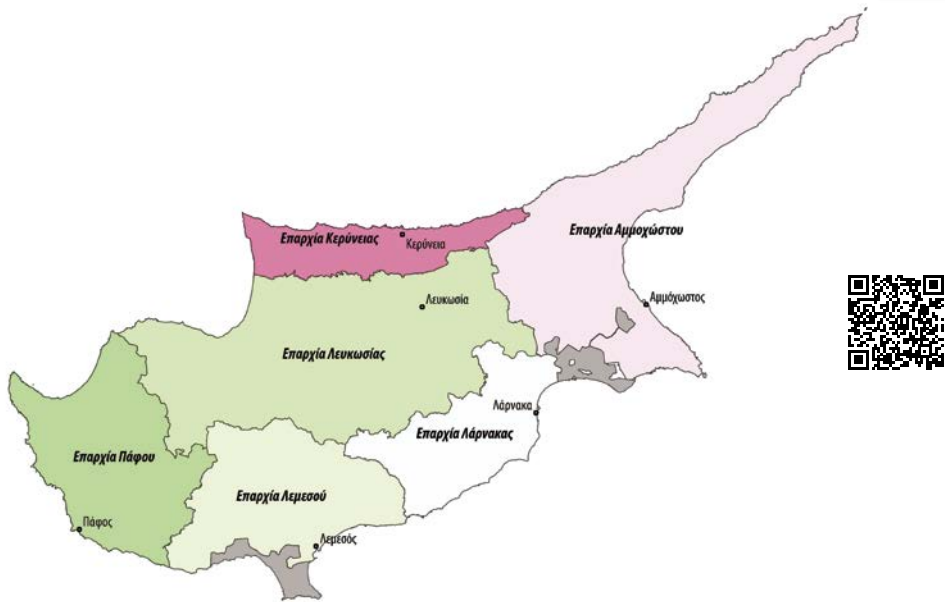 Επαρχία Αμμοχώστου
Επαρχία Κερύνειας
Κερύνεια
Λευκωσία
Αμμόχωστος
Επαρχία Λευκωσίας
Λάρνακα
Επαρχία Λάρνακας
Επαρχία Πάφου
Επαρχία Λεμεσού
Πάφος
Λεμεσός